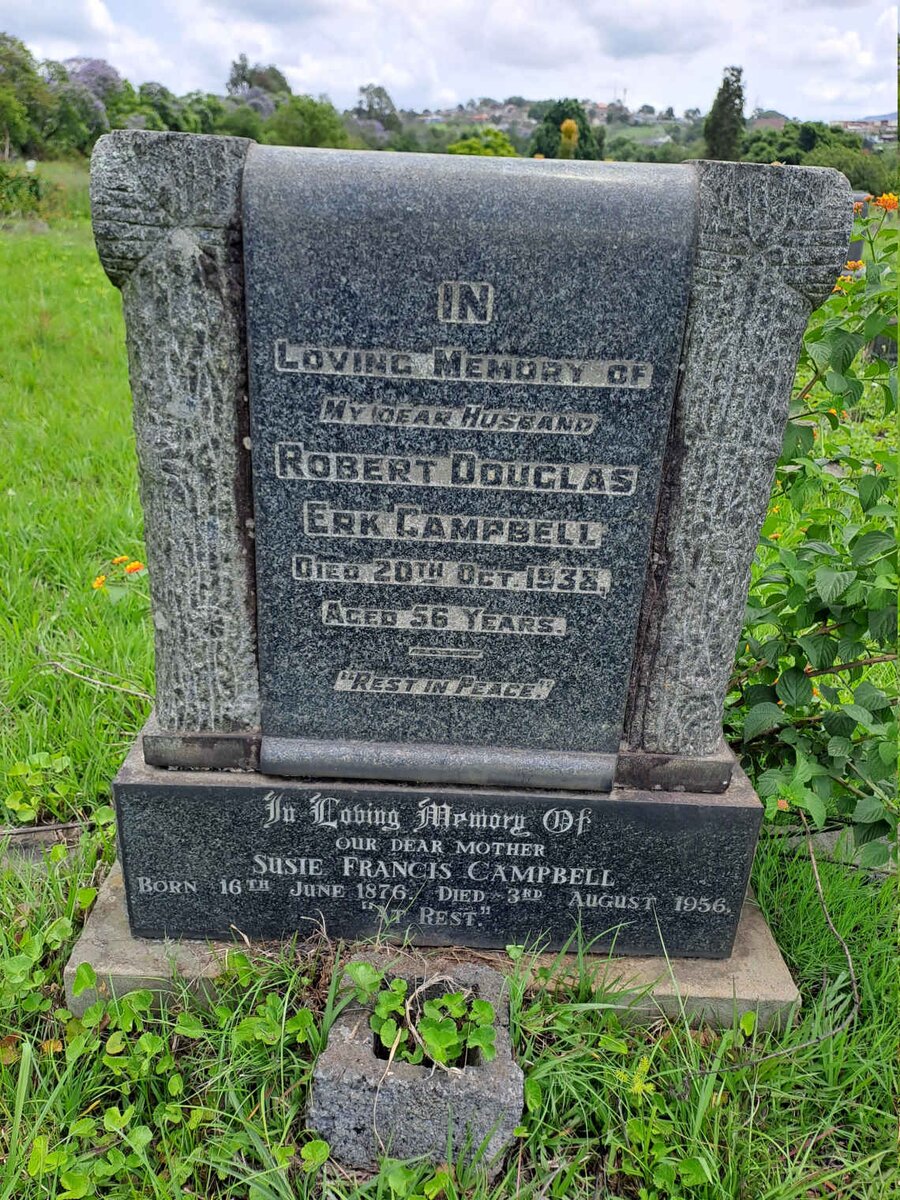 IN
LOVING MEMORY OF
MY DEAR HUSBAND
ROBERT DOUGLAS
ERK CAMPBELL
DIED 20TH OCT. 1938,
AGED 56 YEARS.
"REST IN PEACE"
In Loving Memory Of
OUR DEAR MOTHER
SUSIE FRANCIS CAMPBELL
BORN 16TH JUNE 1876. DIED 3RD AUGUST 1956.
"AT REST."